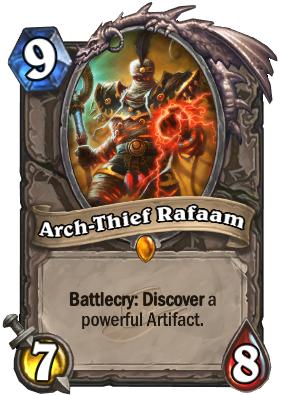 9
Arch-Thief Rafaam
Battlecry: Discover a
powerful Artifact.
7
8